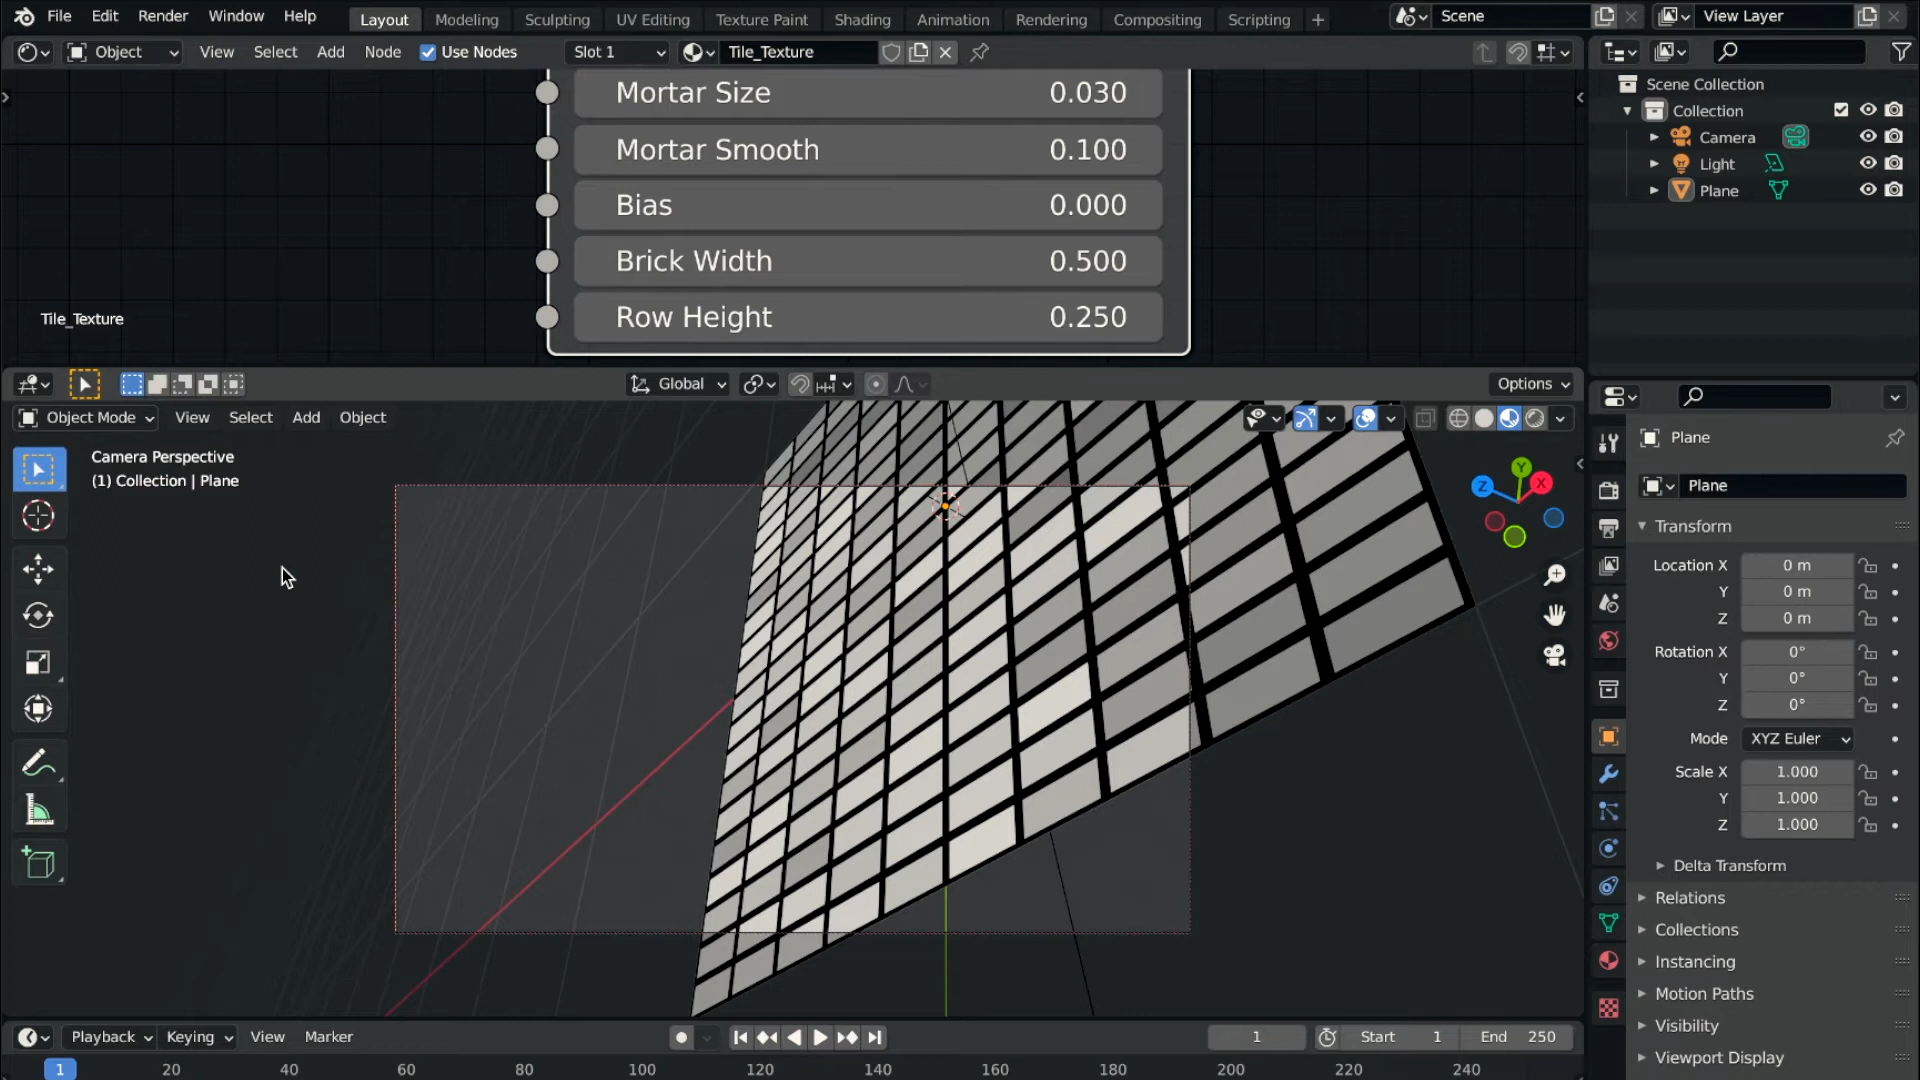 File Edit Render Window Help Layout Modeling Sculpting UV Editing Texture Paint Shading Animation Rendering Compositing Scripting + Scene View Layer
Object View Select Add Node Use Nodes Slot 1 Tile_Texture
Mortar Size 0.030
Mortar Smooth 0.100
Bias 0.000
Brick Width 0.500
Row Height 0.250
Tile_Texture
Scene Collection
Collection
Camera
Light
Plane
Global Options
Object Mode View Select Add Object
Camera Perspective
(1) Collection | Plane
Y
Z X
Plane
Plane
Transform
Location X 0 m
Y 0 m
Z 0 m
Rotation X 0°
Y 0°
Z 0°
Mode XYZ Euler
Scale X 1.000
Y 1.000
Z 1.000
Delta Transform
Relations
Collections
Instancing
Motion Paths
Visibility
Viewport Display
Playback Keying View Marker 1 Start 1 End 250
1 20 40 60 80 100 120 140 160 180 200 220 240